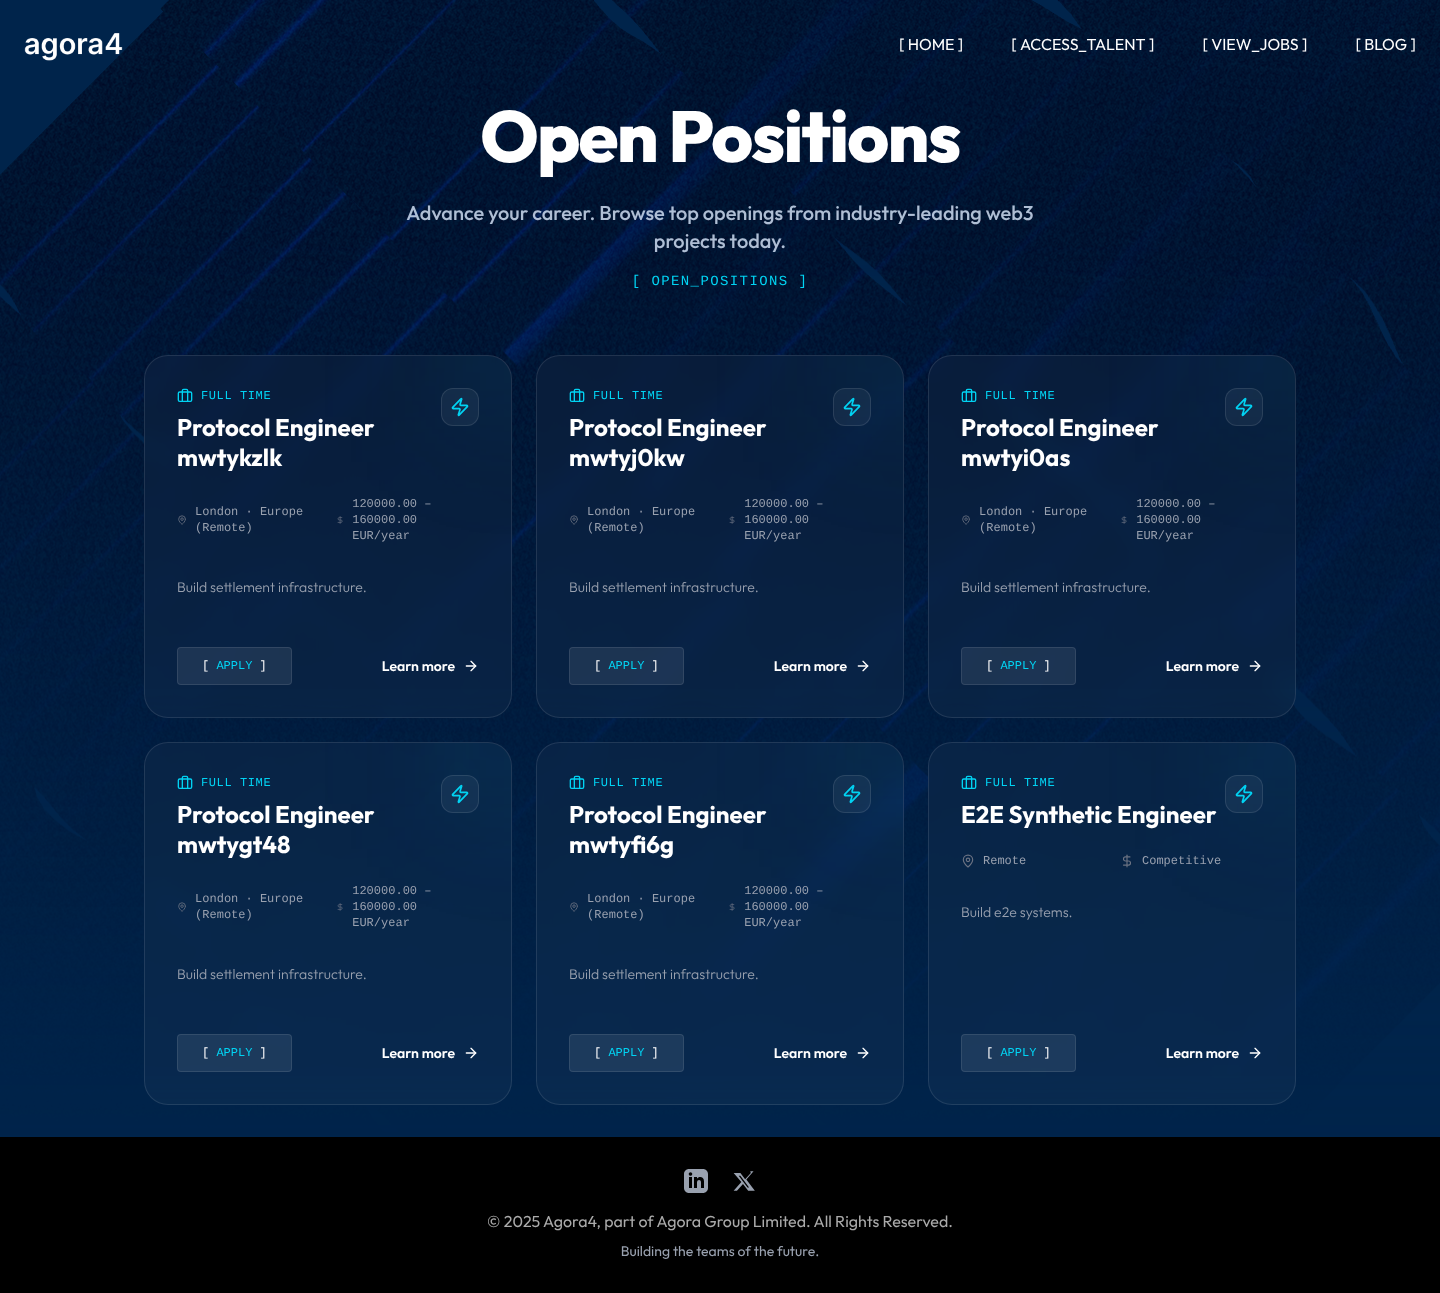 agora4
[ HOME ]
[ ACCESS_TALENT ]
[ VIEW_JOBS ]
[ BLOG ]
Open Positions
Advance your career. Browse top openings from industry-leading web3
projects today.
[ OPEN_POSITIONS ]
FULL TIME
Protocol Engineer
mwtykzlk
London · Europe
(Remote)
$
120000.00 –
160000.00
EUR/year
Build settlement infrastructure.
[ APPLY ]
Learn more →
FULL TIME
Protocol Engineer
mwtyj0kw
London · Europe
(Remote)
$
120000.00 –
160000.00
EUR/year
Build settlement infrastructure.
[ APPLY ]
Learn more →
FULL TIME
Protocol Engineer
mwtyi0as
London · Europe
(Remote)
$
120000.00 –
160000.00
EUR/year
Build settlement infrastructure.
[ APPLY ]
Learn more →
FULL TIME
Protocol Engineer
mwtygt48
London · Europe
(Remote)
$
120000.00 –
160000.00
EUR/year
Build settlement infrastructure.
[ APPLY ]
Learn more →
FULL TIME
Protocol Engineer
mwtyfi6g
London · Europe
(Remote)
$
120000.00 –
160000.00
EUR/year
Build settlement infrastructure.
[ APPLY ]
Learn more →
FULL TIME
E2E Synthetic Engineer
Remote
$ Competitive
Build e2e systems.
[ APPLY ]
Learn more →
in
X
© 2025 Agora4, part of Agora Group Limited. All Rights Reserved.
Building the teams of the future.